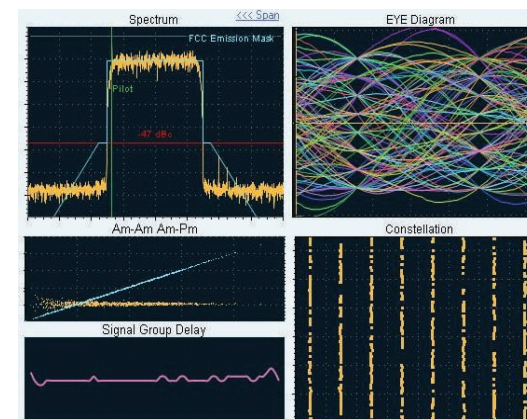 Spectrum
<<< Span
EYE Diagram
FCC Emission Mask
Pilot
-47 dBc
Am-Am Am-Pm
Constellation
Signal Group Delay